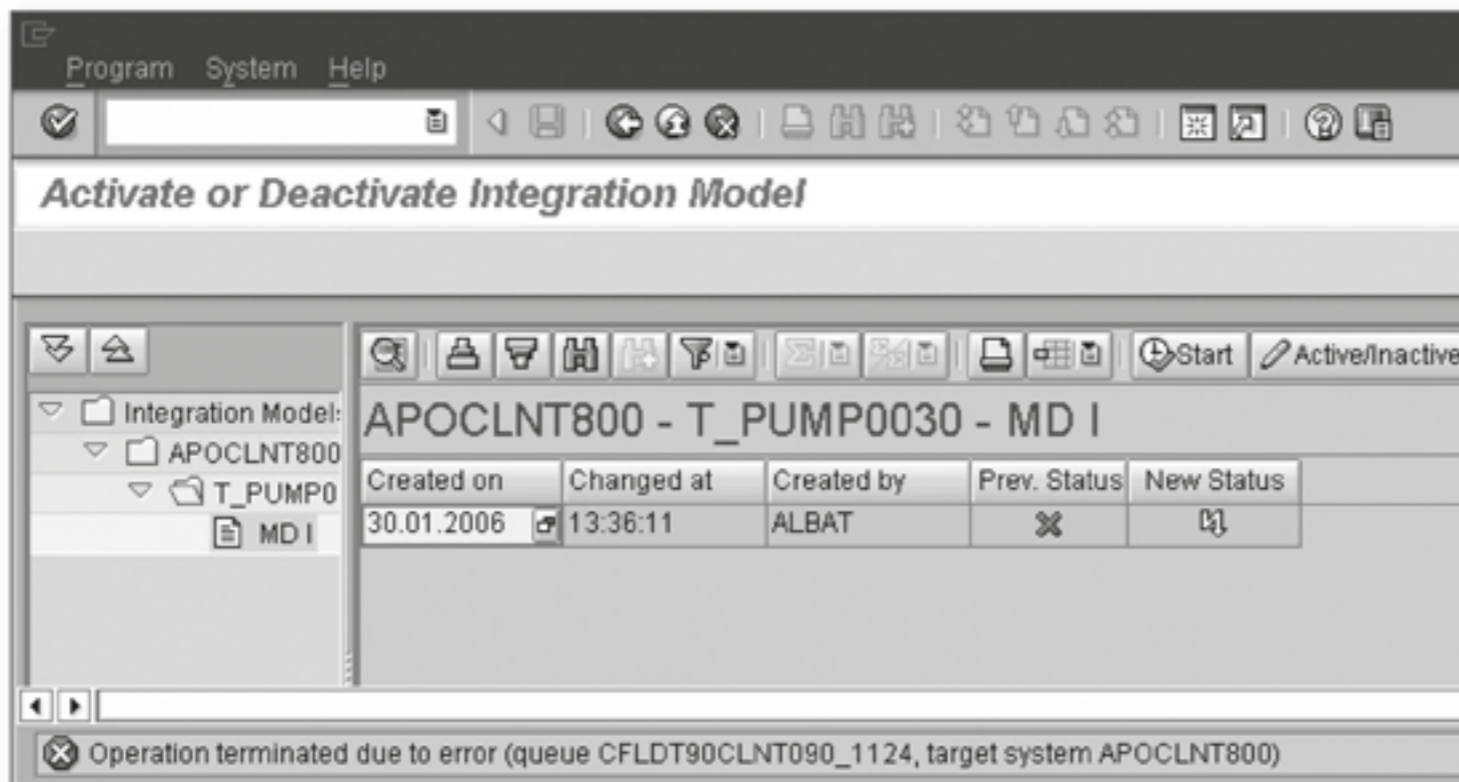 Program System Help
Activate or Deactivate Integration Model
Start Active/Inactive
Integration Model
APOCLNT800 - T_PUMP0030 - MD I
APOCLNT800
T_PUMP0
MD I
Created on Changed at Created by Prev. Status New Status
30.01.2006 13:36:11 ALBAT
Operation terminated due to error (queue CFLDT90CLNT090_1124, target system APOCLNT800)